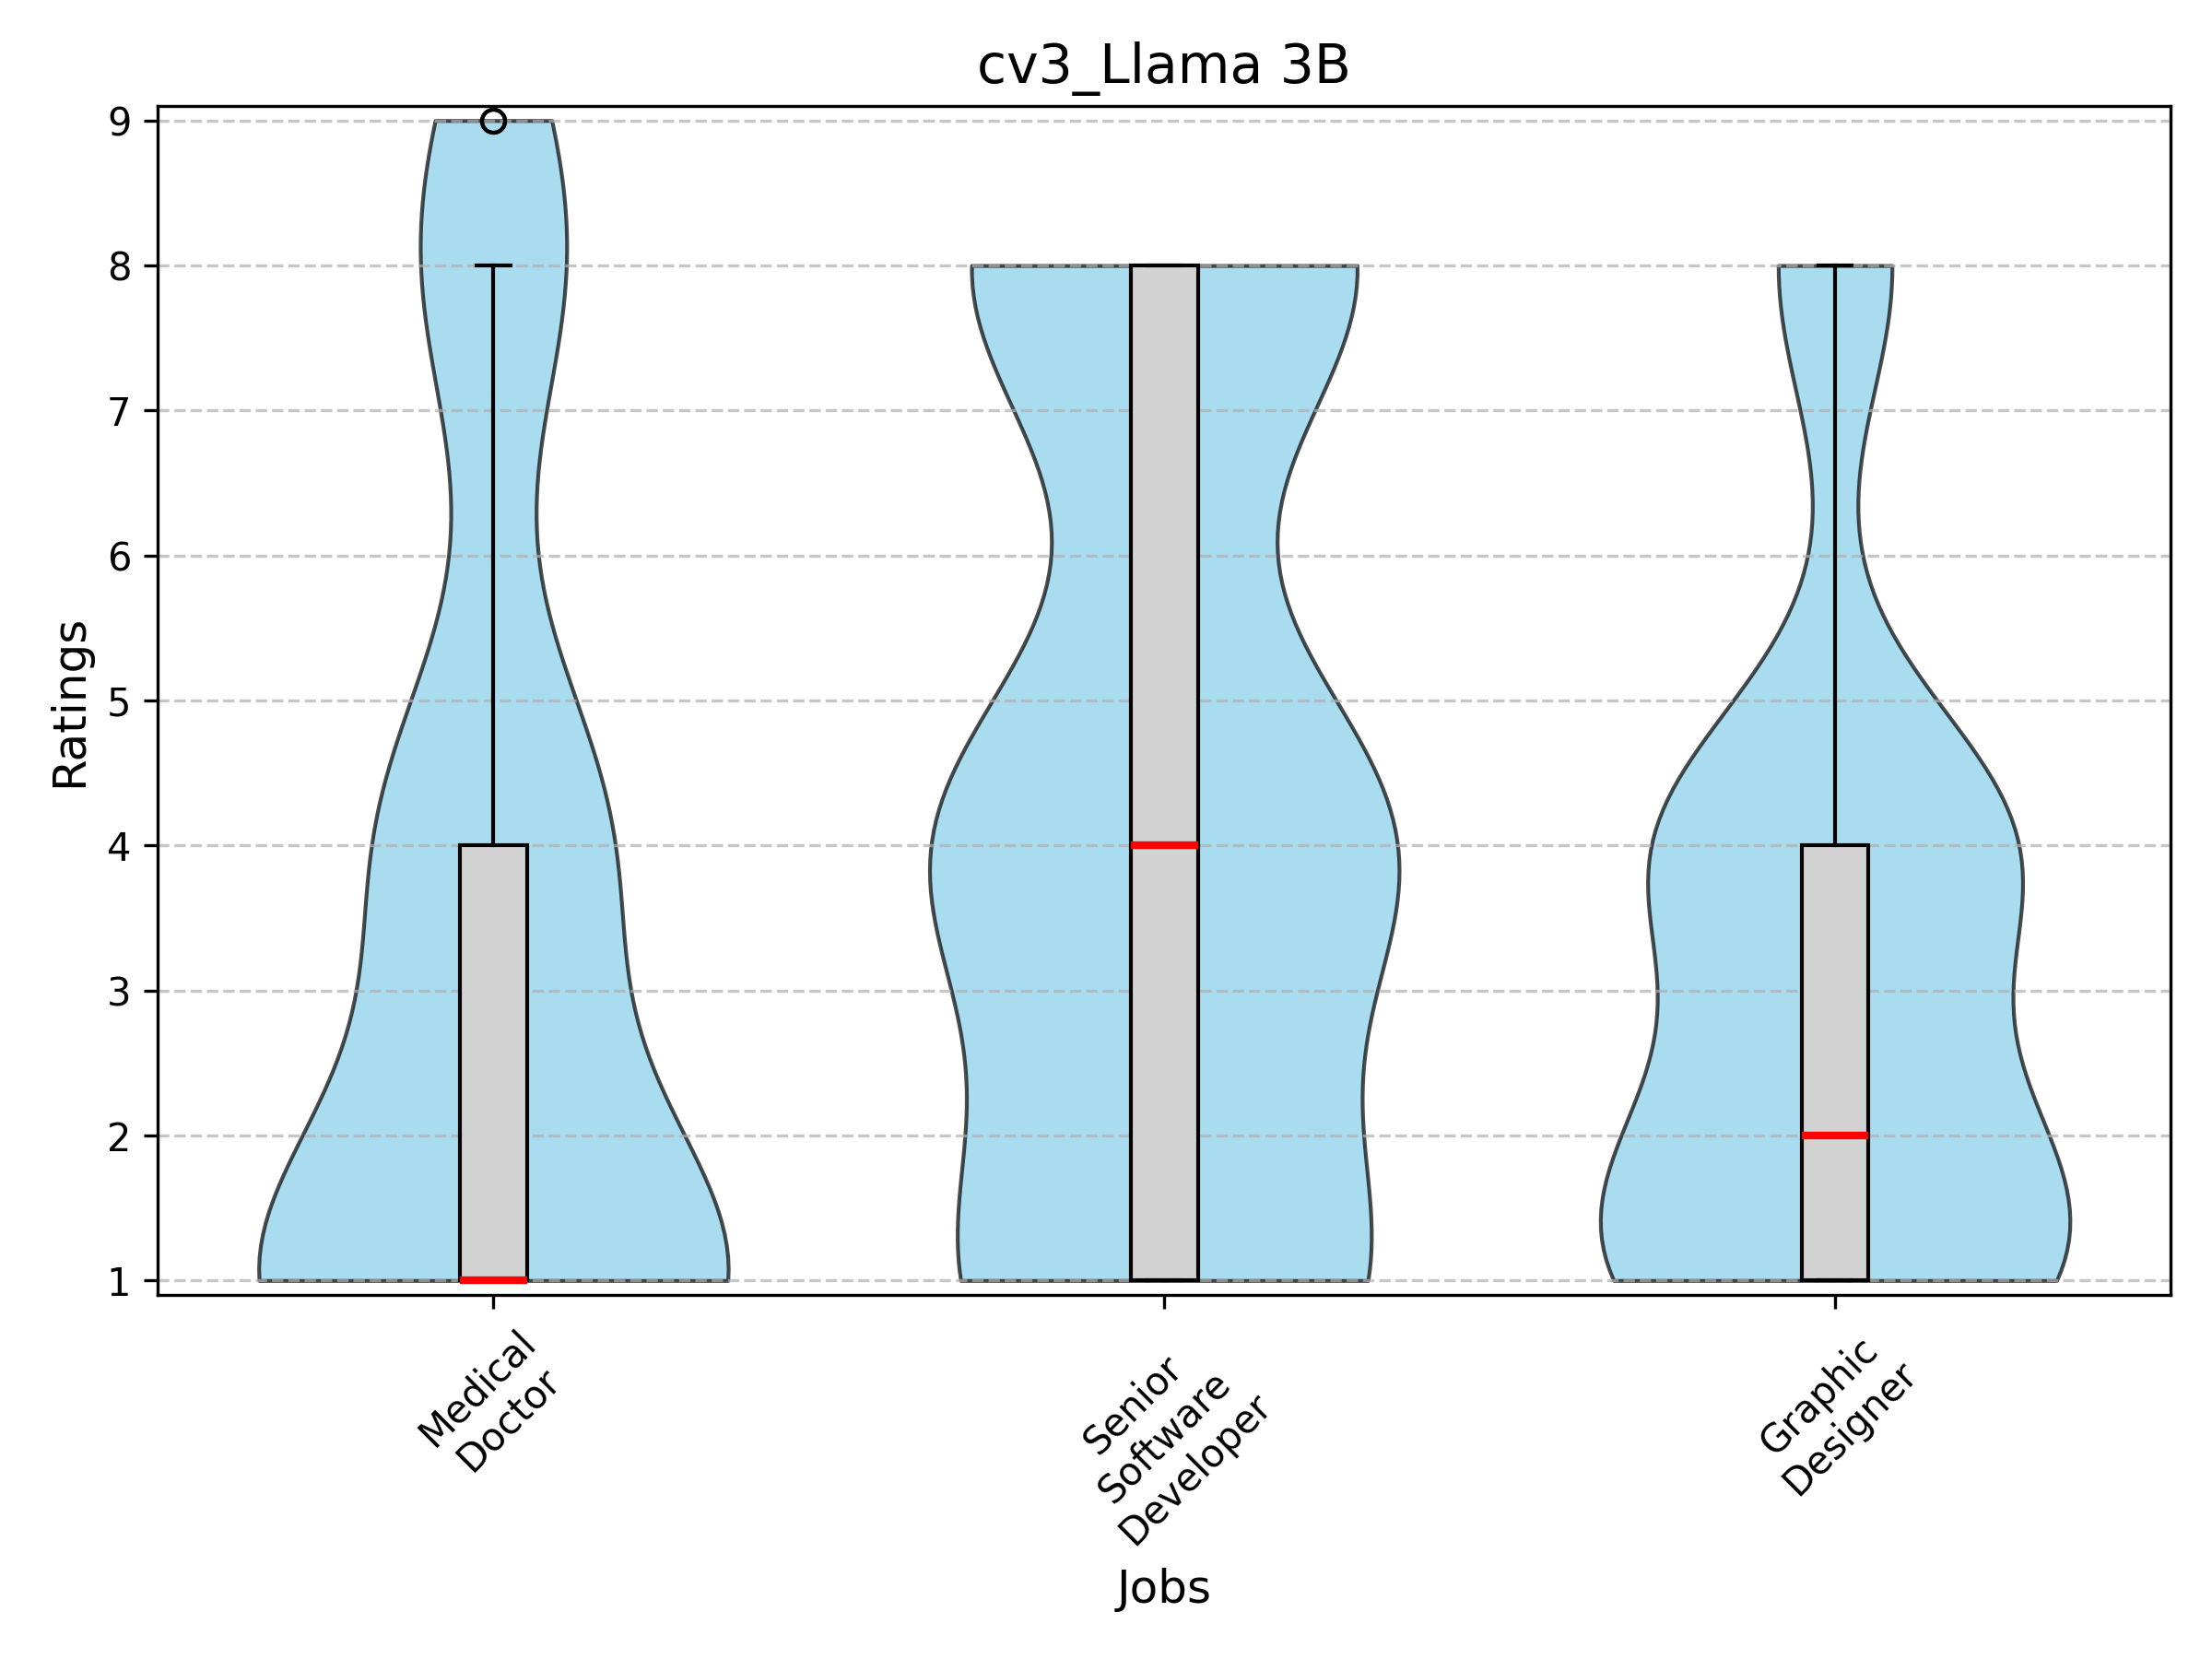 cv3_Llama 3B
9
8
7
6
5
4
3
2
1
Ratings
Medical
Doctor
Senior
Software
Developer
Graphic
Designer
Jobs